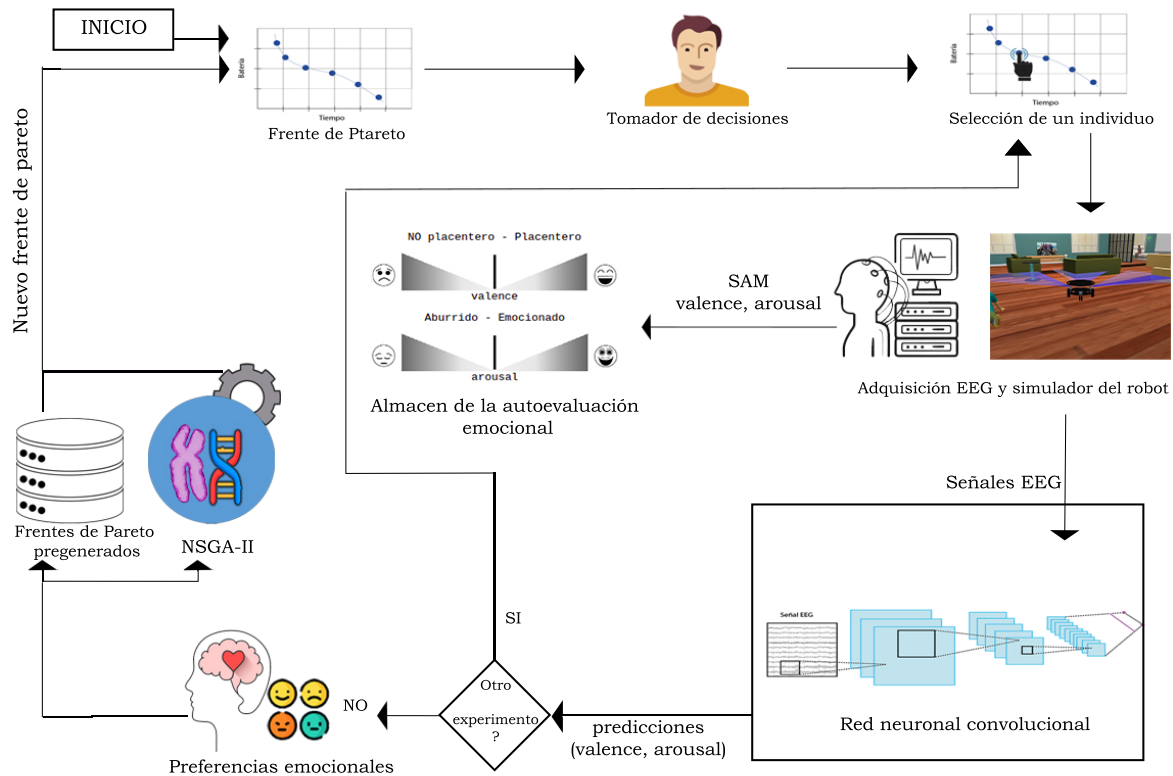 INICIO
Batería
Tiempo
Frente de Ptareto
Tomador de decisiones
Batería
Tiempo
Selección de un individuo
Nuevo frente de pareto
NO placentero - Placentero
valence
Aburrido - Emocionado
arousal
Almacen de la autoevaluación
emocional
SAM
valence, arousal
Adquisición EEG y simulador del robot
Señales EEG
Frentes de Pareto
pregenerados
NSGA-II
SI
Señal EEG
Red neuronal convolucional
predicciones
(valence, arousal)
Otro
experimento
?
NO
Preferencias emocionales